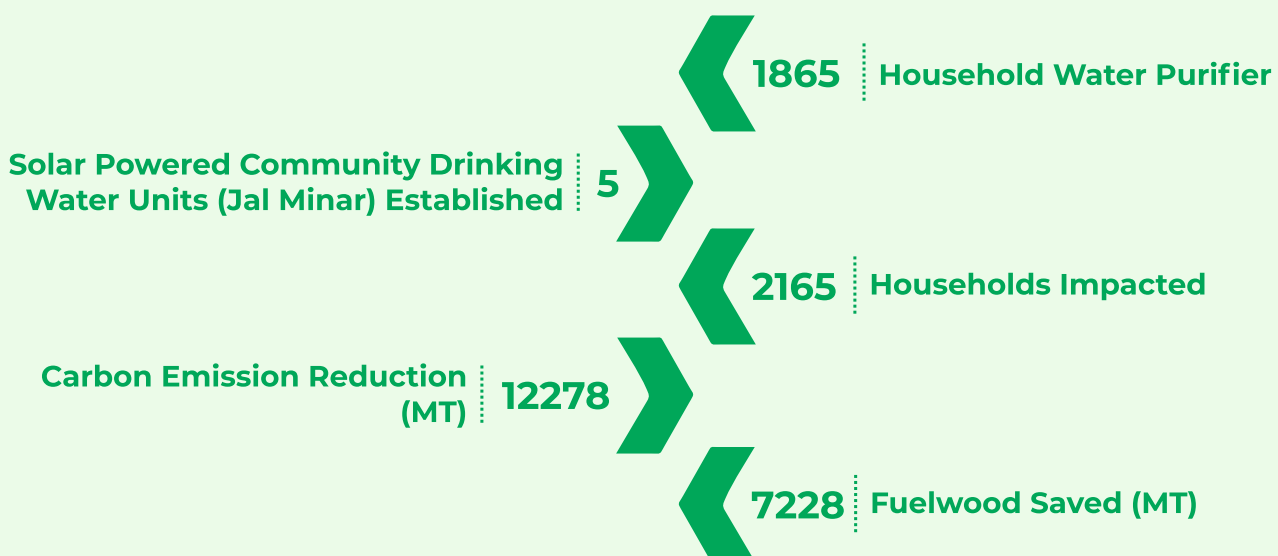 1865 Household Water Purifier
Solar Powered Community Drinking
Water Units (Jal Minar) Established
5
2165 Households Impacted
Carbon Emission Reduction
(MT)
12278
7228 Fuelwood Saved (MT)